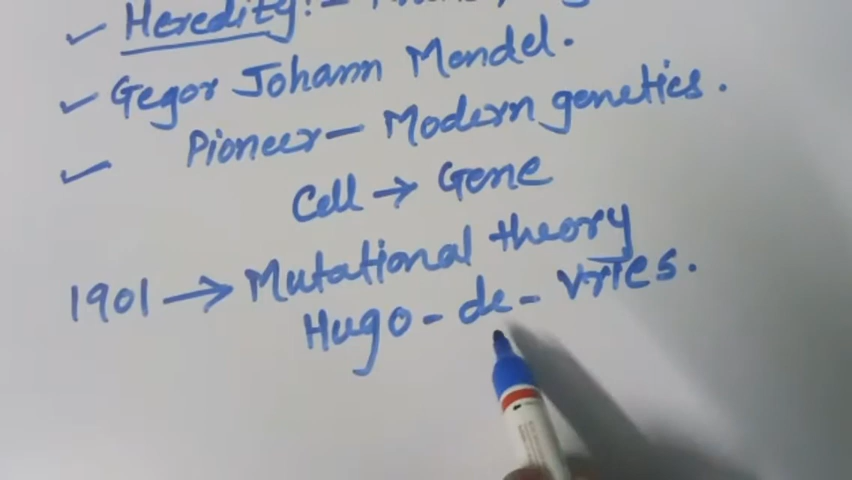 ✓ Heredity:-
✓ Gegor Johann Mendel.
✓ Pioneer - Modern genetics.
Cell → Gene
1901 → Mutational theory
Hugo - de - Vries.